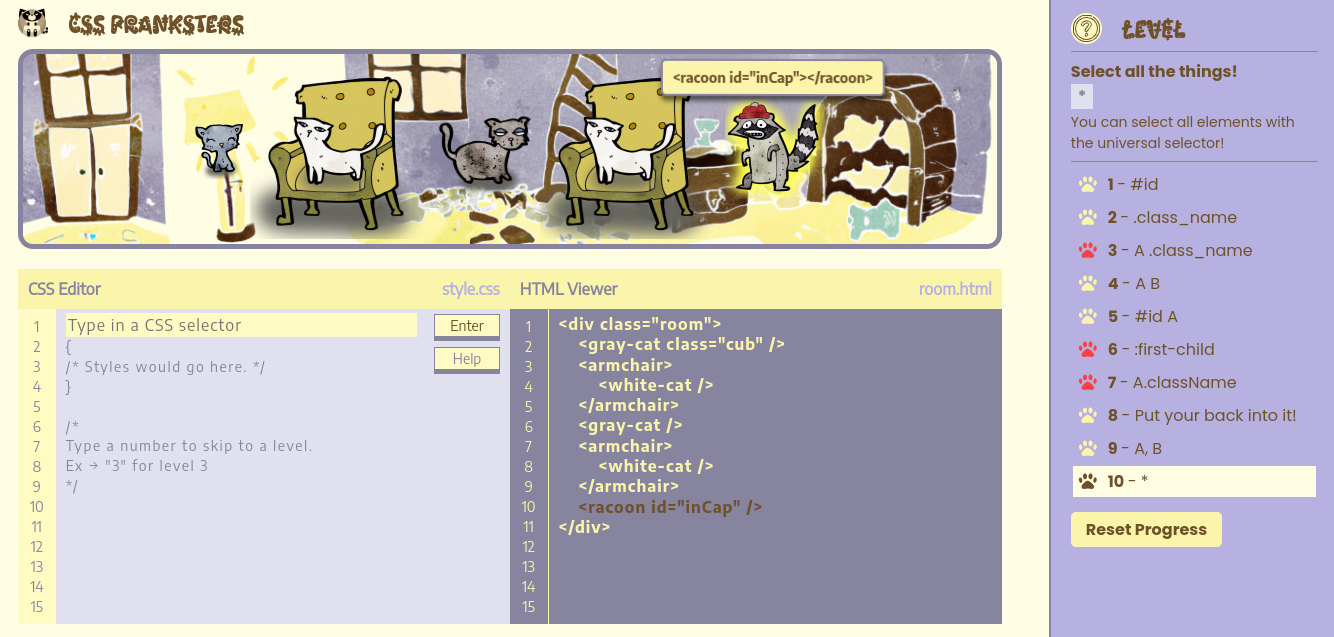 CSS PRANKSTERS
<racoon id="inCap"></racoon>
CSS Editor style.css
1 Type in a CSS selector Enter
2 {
3 /* Styles would go here. */ Help
4 }
5
6 /*
7 Type a number to skip to a level.
8 Ex → "3" for level 3
9 */
10
11
12
13
14
15
HTML Viewer room.html
1 <div class="room">
2 <gray-cat class="cub" />
3 <armchair>
4 <white-cat />
5 </armchair>
6 <gray-cat />
7 <armchair>
8 <white-cat />
9 </armchair>
10 <racoon id="inCap" />
11 </div>
12
13
14
15
? LEVEL
Select all the things!
*
You can select all elements with
the universal selector!
1 - #id
2 - .class_name
3 - A .class_name
4 - A B
5 - #id A
6 - :first-child
7 - A.className
8 - Put your back into it!
9 - A, B
10 - *
Reset Progress